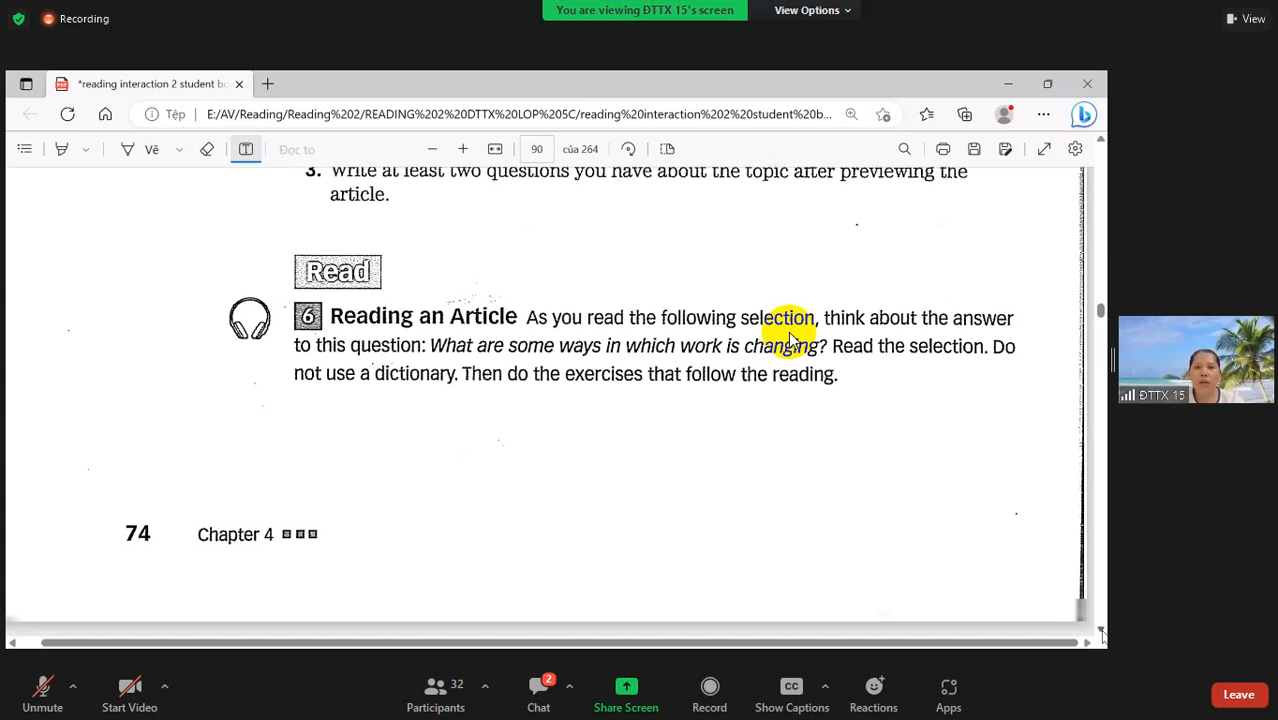 Recording
You are viewing ĐTTX 15's screen
View Options
View
*reading interaction 2 student bo
Tệp
E:/AV/Reading/Reading%202/READING%202%20DTTX%20LOP%205C/reading%20interaction%202%20student%20b...
Vẽ
Đọc to
90
của 264
3. Write at least two questions you have about the topic after previewing the
article.
Read
6 Reading an Article As you read the following selection, think about the answer
to this question: What are some ways in which work is changing? Read the selection. Do
not use a dictionary. Then do the exercises that follow the reading.
74 Chapter 4
ĐTTX 15
Unmute
Start Video
32
Participants
2
Chat
Share Screen
Record
CC
Show Captions
Reactions
Apps
Leave